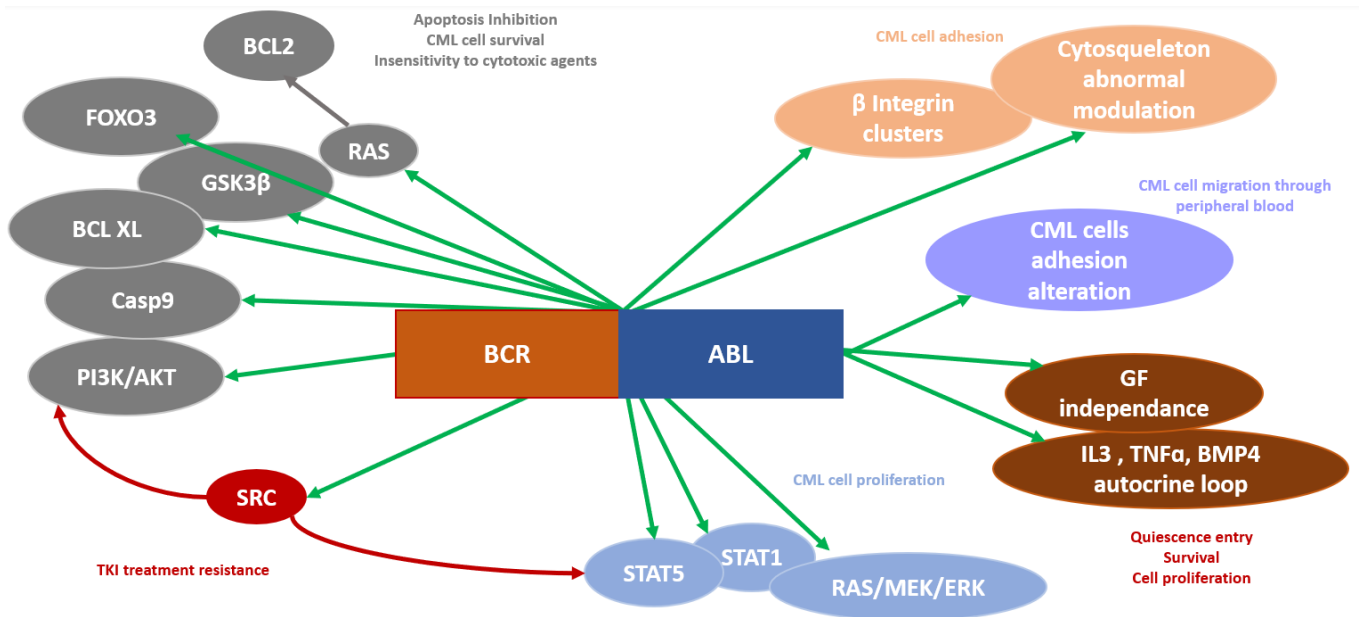 Apoptosis Inhibition
CML cell survival
Insensitivity to cytotoxic agents
BCL2
FOXO3
RAS
GSK3β
BCL XL
Casp9
PI3K/AKT
SRC
TKI treatment resistance
BCR
ABL
CML cell adhesion
β Integrin
clusters
Cytosqueleton
abnormal
modulation
CML cell migration through
peripheral blood
CML cells
adhesion
alteration
GF
independance
IL3 , TNFα, BMP4
autocrine loop
Quiescence entry
Survival
Cell proliferation
CML cell proliferation
STAT5
STAT1
RAS/MEK/ERK